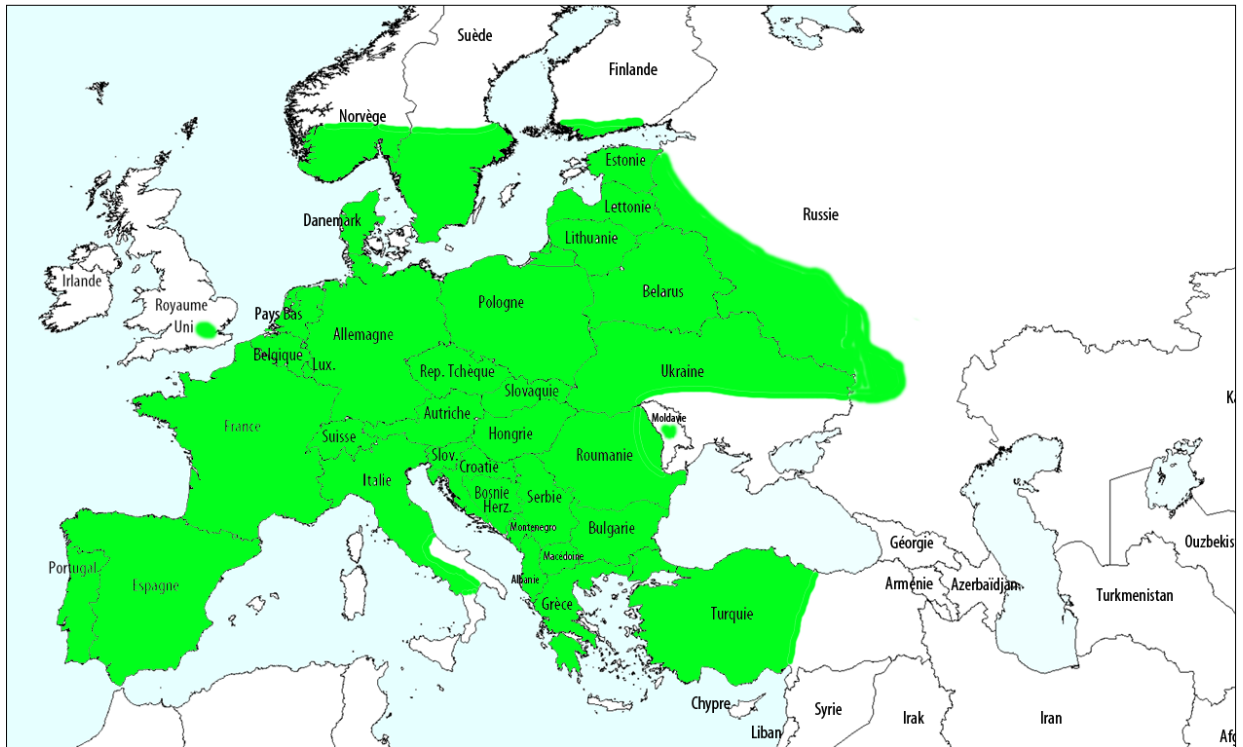 Suède
Finlande
Norvège
Estonie
Russie
Lettonie
Danemark
Lithuanie
Irlande
Royaume
Uni
Belarus
Pologne
Pays Bas
Allemagne
Belgique
Lux.
Rep. Tchèque
Ukraine
Slovaquie
Autriche
Moldavie
France
Hongrie
Suisse
Roumanie
Slov.
Croatie
Italie
Bosnie
Herz.
Serbie
Montenegro
Bulgarie
Géorgie
Ouzbekis
Macédoine
Portugal
Espagne
Albanie
Arménie
Azerbaïdjan
Turkmenistan
Grèce
Turquie
Chypre
Syrie
Irak
Iran
Liban